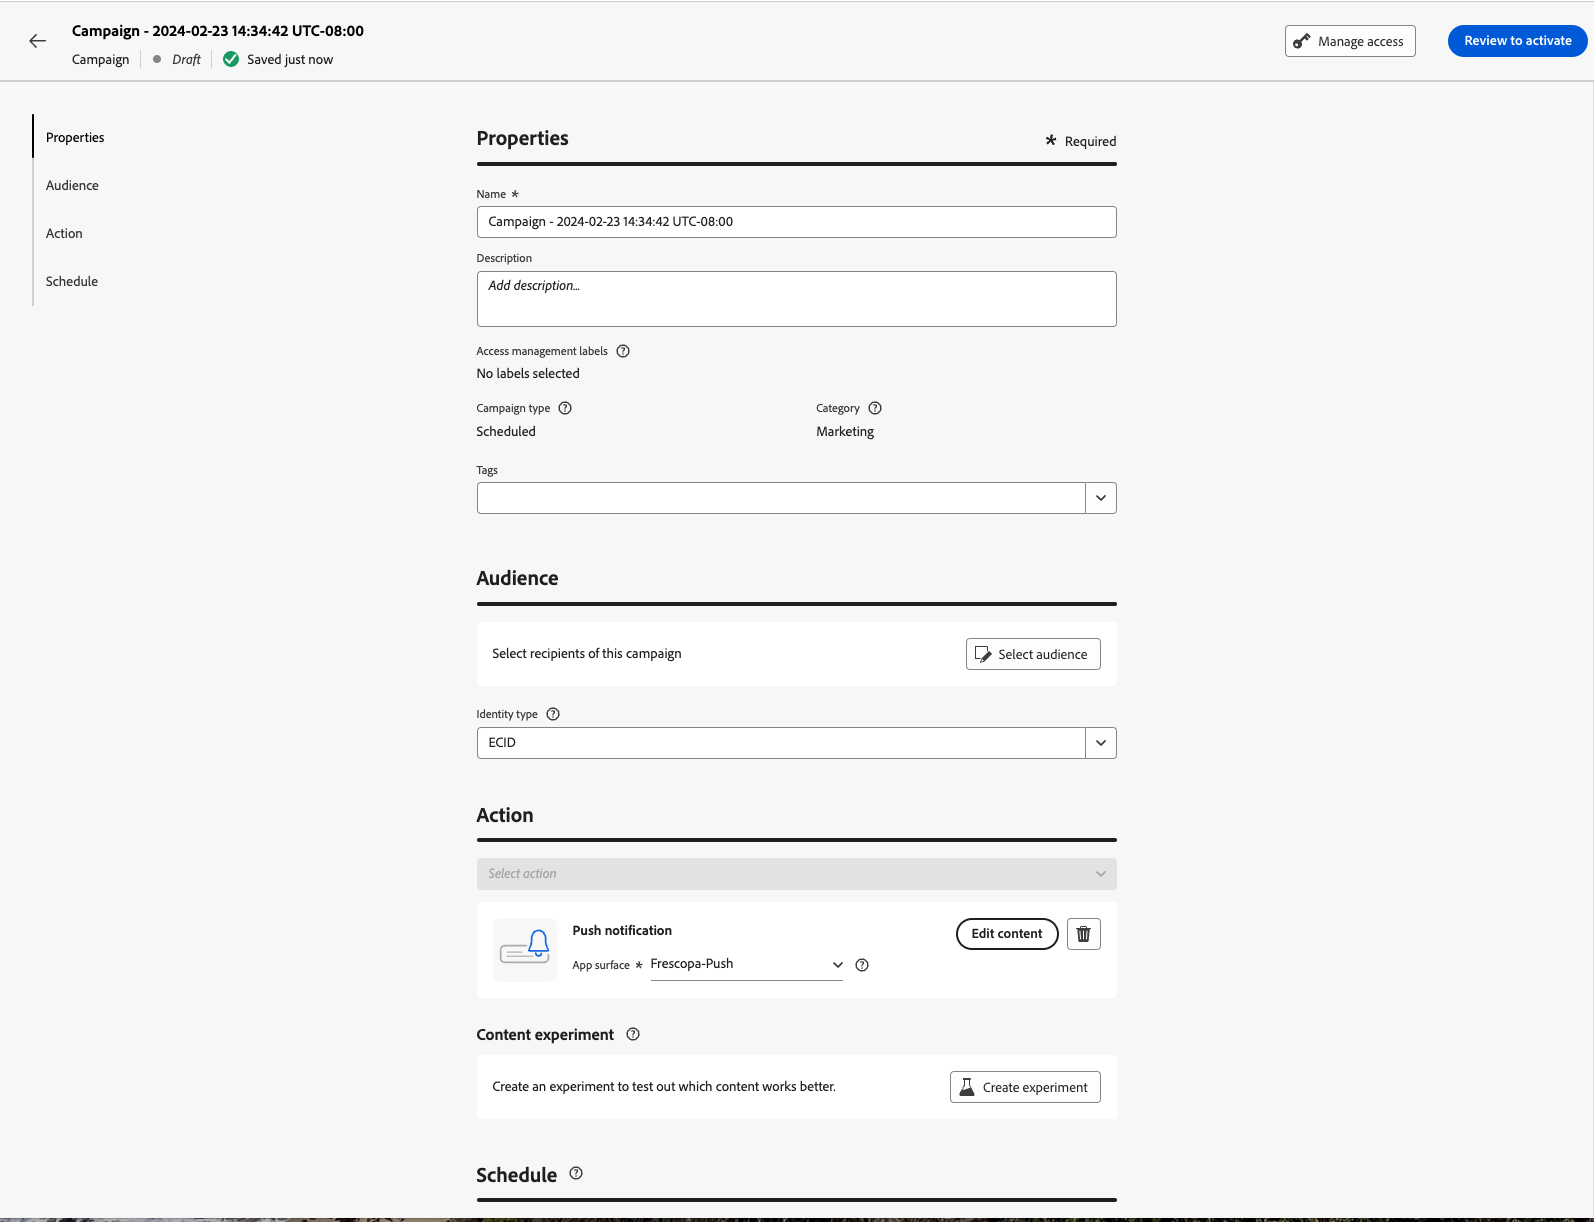 Campaign - 2024-02-23 14:34:42 UTC-08:00
Campaign Draft Saved just now
Manage access
Review to activate
Properties
Audience
Action
Schedule
Properties
* Required
Name *
Campaign - 2024-02-23 14:34:42 UTC-08:00
Description
Add description...
Access management labels
No labels selected
Campaign type
Scheduled
Category
Marketing
Tags
Audience
Select recipients of this campaign
Select audience
Identity type
ECID
Action
Select action
Push notification
App surface * Frescopa-Push
Edit content
Content experiment
Create an experiment to test out which content works better.
Create experiment
Schedule